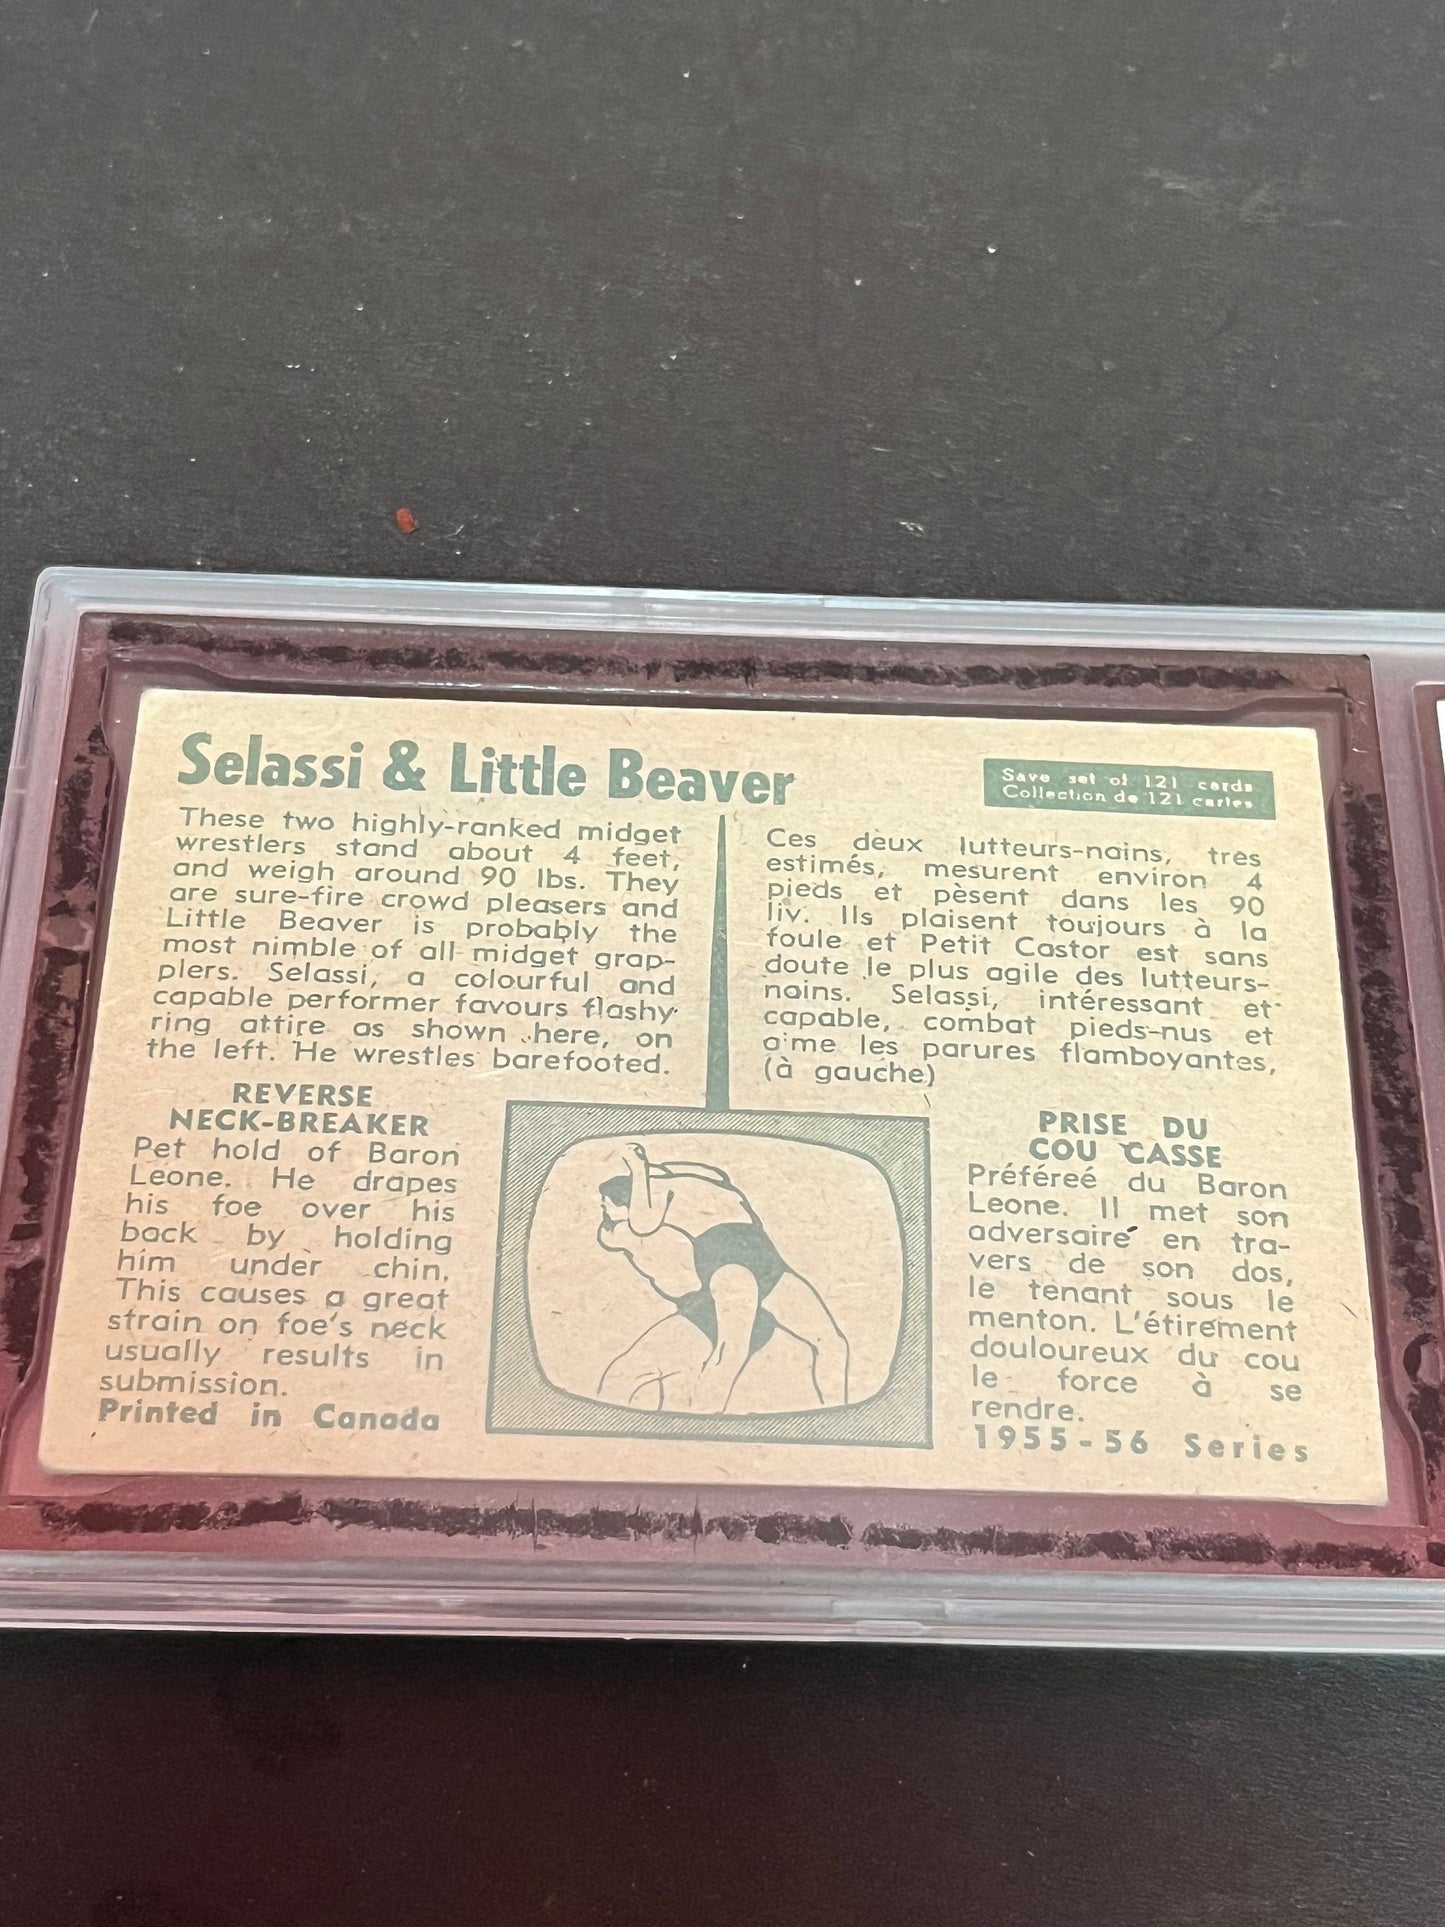 Selassi & Little Beaver
Save set of 121 cards
Collection de 121 cartes
These two highly-ranked midget
wrestlers stand about 4 feet,
and weigh around 90 lbs. They
are sure-fire crowd pleasers and
Little Beaver is probably the
most nimble of all midget grap-
plers. Selassi, a colourful and
capable performer favours flashy
ring attire as shown here, on
the left. He wrestles barefooted.
Ces deux lutteurs-nains, très
estimés, mesurent environ 4
pieds et pèsent dans les 90
liv. Ils plaisent toujours à la
foule et Petit Castor est sans
doute le plus agile des lutteurs-
nains. Selassi, intéressant et
capable, combat pieds-nus et
aime les parures flamboyantes,
(à gauche)
REVERSE
NECK-BREAKER
Pet hold of Baron
Leone. He drapes
his foe over his
back by holding
him under chin.
This causes a great
strain on foe's neck
usually results in
submission.
Printed in Canada
PRISE DU
COU CASSE
Préféreé du Baron
Leone. Il met son
adversaire en tra-
vers de son dos,
le tenant sous le
menton. L'étirement
douloureux du cou
le force à se
rendre.
1955-56 Series